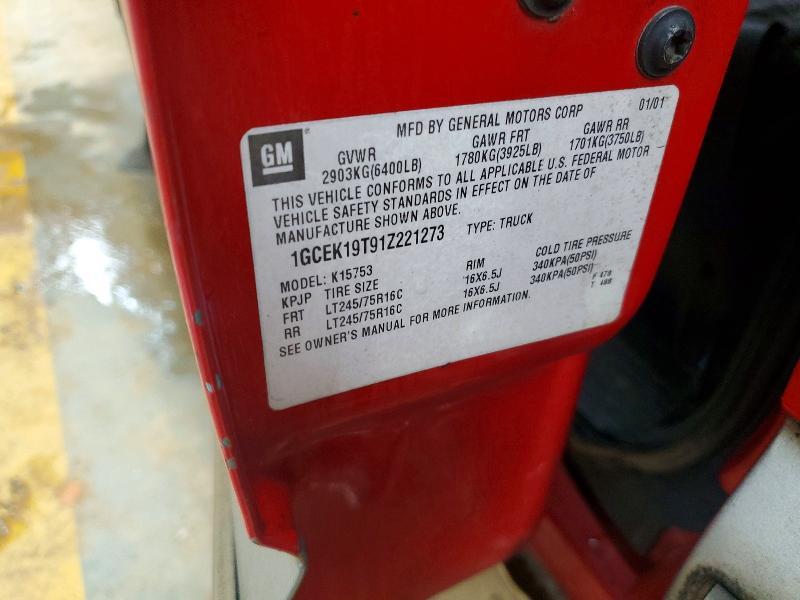 MFD BY GENERAL MOTORS CORP 01/01
GM GVWR GAWR FRT GAWR RR
2903KG(6400LB) 1780KG(3925LB) 1701KG(3750LB)
THIS VEHICLE CONFORMS TO ALL APPLICABLE U.S. FEDERAL MOTOR
VEHICLE SAFETY STANDARDS IN EFFECT ON THE DATE OF
MANUFACTURE SHOWN ABOVE.
1GCEK19T91Z221273 TYPE: TRUCK
MODEL: K15753
KPJP TIRE SIZE RIM COLD TIRE PRESSURE
FRT LT245/75R16C 16X6.5J 340KPA(50PSI)
RR LT245/75R16C 16X6.5J 340KPA(50PSI)
SEE OWNER'S MANUAL FOR MORE INFORMATION.
F 478
T 488